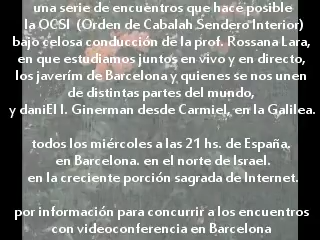 una serie de encuentros que hace posible
la OCSI (Orden de Cabalah Sendero Interior)
bajo celosa conducción de la prof. Rossana Lara,
en que estudiamos juntos en vivo y en directo,
los javerím de Barcelona y quienes se nos unen
de distintas partes del mundo,
y daniEl I. Ginerman desde Carmiel, en la Galilea.
todos los miércoles a las 21 hs. de España.
en Barcelona. en el norte de Israel.
en la creciente porción sagrada de Internet.
por información para concurrir a los encuentros
con videoconferencia en Barcelona